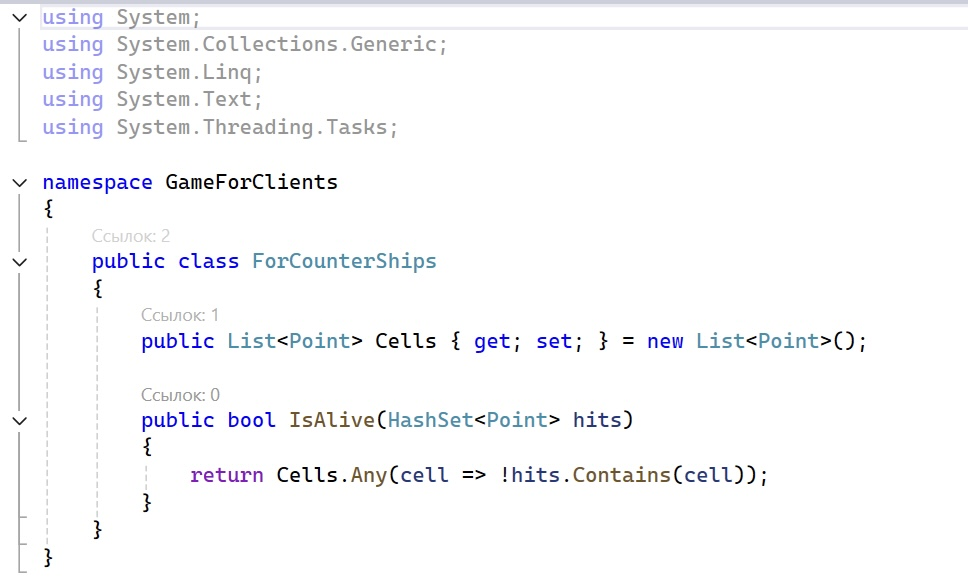 using System;
using System.Collections.Generic;
using System.Linq;
using System.Text;
using System.Threading.Tasks;
namespace GameForClients
{
Ссылок: 2
public class ForCounterShips
{
Ссылок: 1
public List<Point> Cells { get; set; } = new List<Point>();
Ссылок: 0
public bool IsAlive(HashSet<Point> hits)
{
return Cells.Any(cell => !hits.Contains(cell));
}
}
}